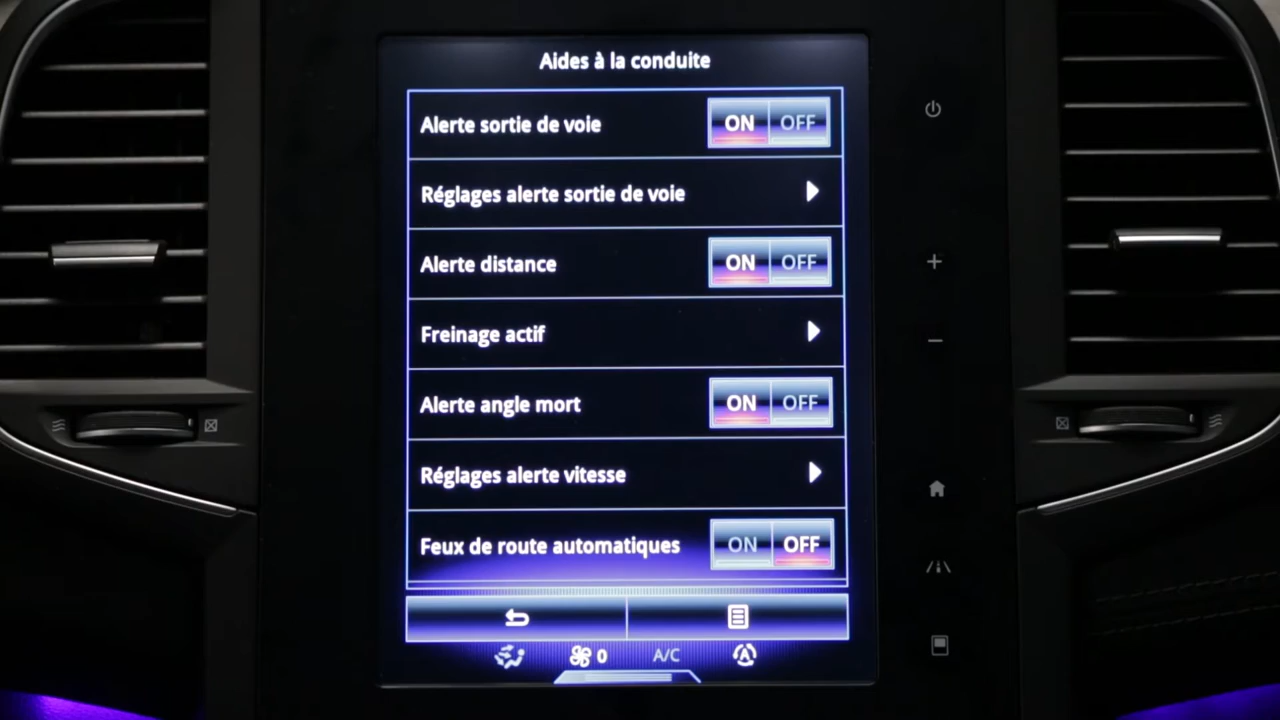 Aides à la conduite
Alerte sortie de voie ON OFF
Réglages alerte sortie de voie
Alerte distance ON OFF
Freinage actif
Alerte angle mort ON OFF
Réglages alerte vitesse
Feux de route automatiques ON OFF
0 A/C A